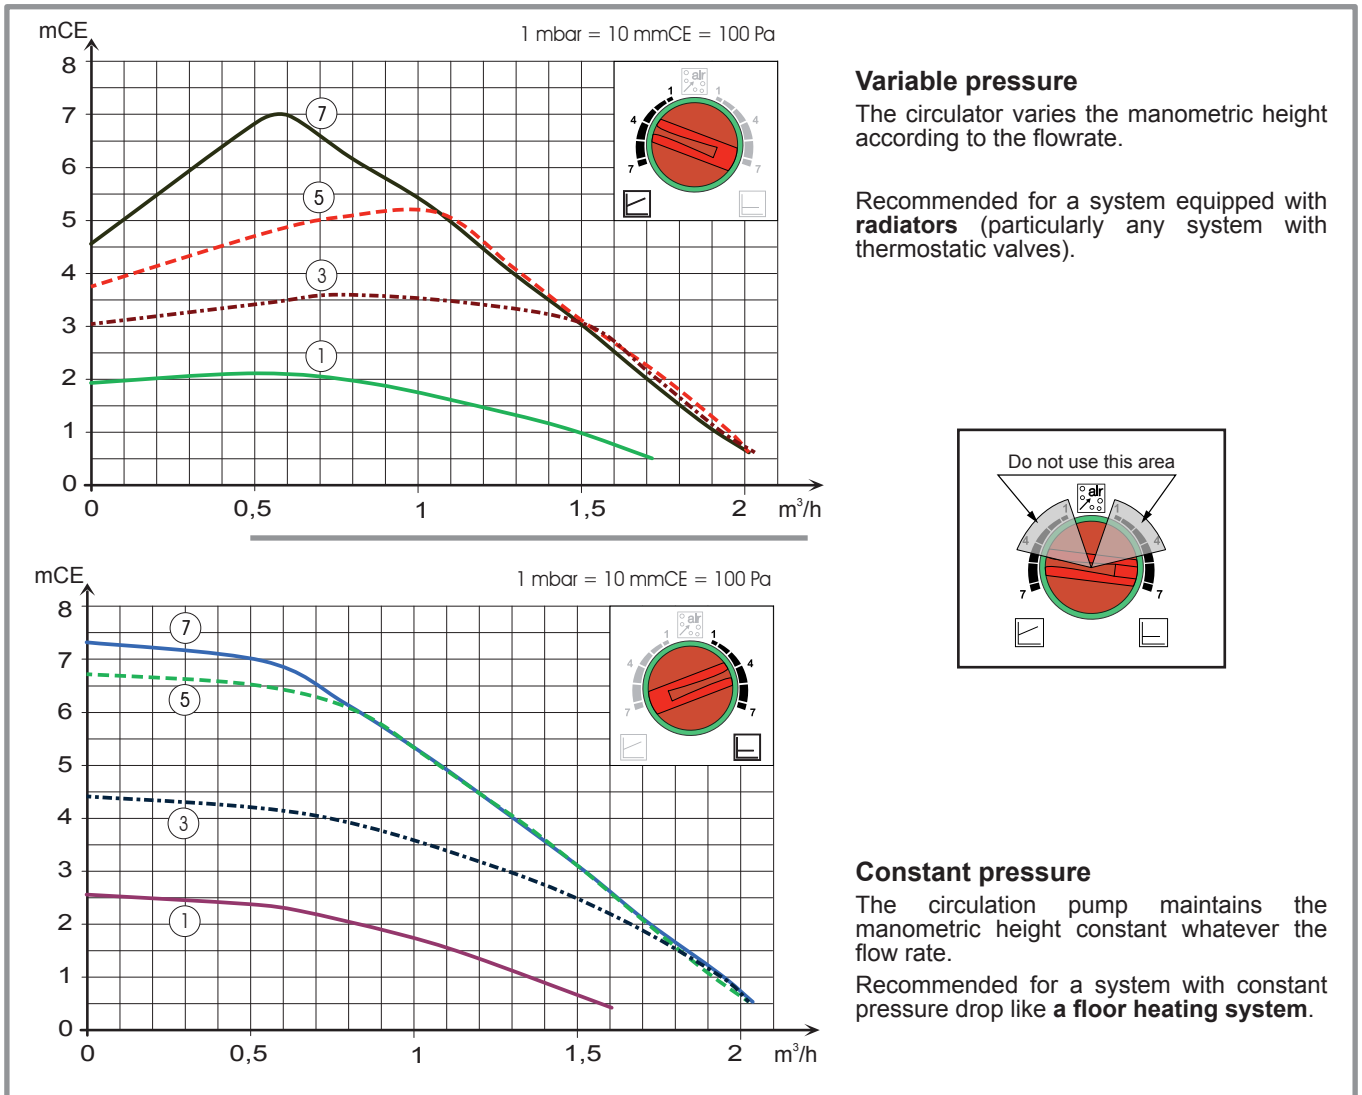 mCE
1 mbar = 10 mmCE = 100 Pa
8
7
6
5
4
3
2
1
0
7
5
3
1
0
0,5
1
1,5
2
m³/h
air
1
4
7
1
4
7
Variable pressure
The circulator varies the manometric height
according to the flowrate.
Recommended for a system equipped with
radiators (particularly any system with
thermostatic valves).
Do not use this area
air
1
4
7
1
4
7
mCE
1 mbar = 10 mmCE = 100 Pa
8
7
6
5
4
3
2
1
0
7
5
3
1
0
0,5
1
1,5
2
m³/h
air
1
4
7
1
4
7
Constant pressure
The circulation pump maintains the
manometric height constant whatever the
flow rate.
Recommended for a system with constant
pressure drop like a floor heating system.